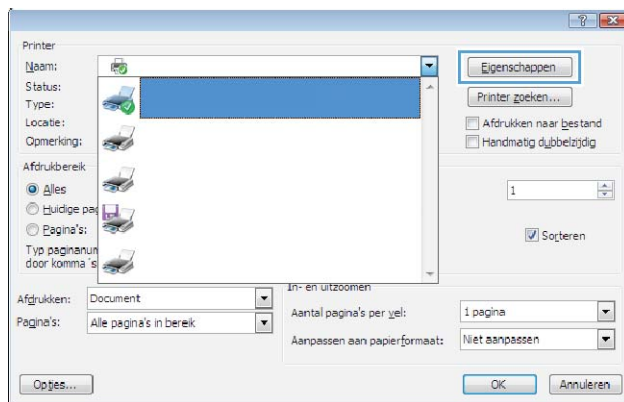 Printer
Naam:
Eigenschappen
Status:
Printer zoeken...
Type:
Locatie:
Afdrukken naar bestand
Opmerking:
Handmatig dubbelzijdig
Afdrukbereik
Alles
1
Huidige pag
Pagina's:
Sorteren
Typ paginanun
door komma's
In- en uitzoomen
Afdrukken:
Document
Aantal pagina's per vel:
1 pagina
Pagina's:
Alle pagina's in bereik
Aanpassen aan papierformaat:
Niet aanpassen
Opties...
OK
Annuleren